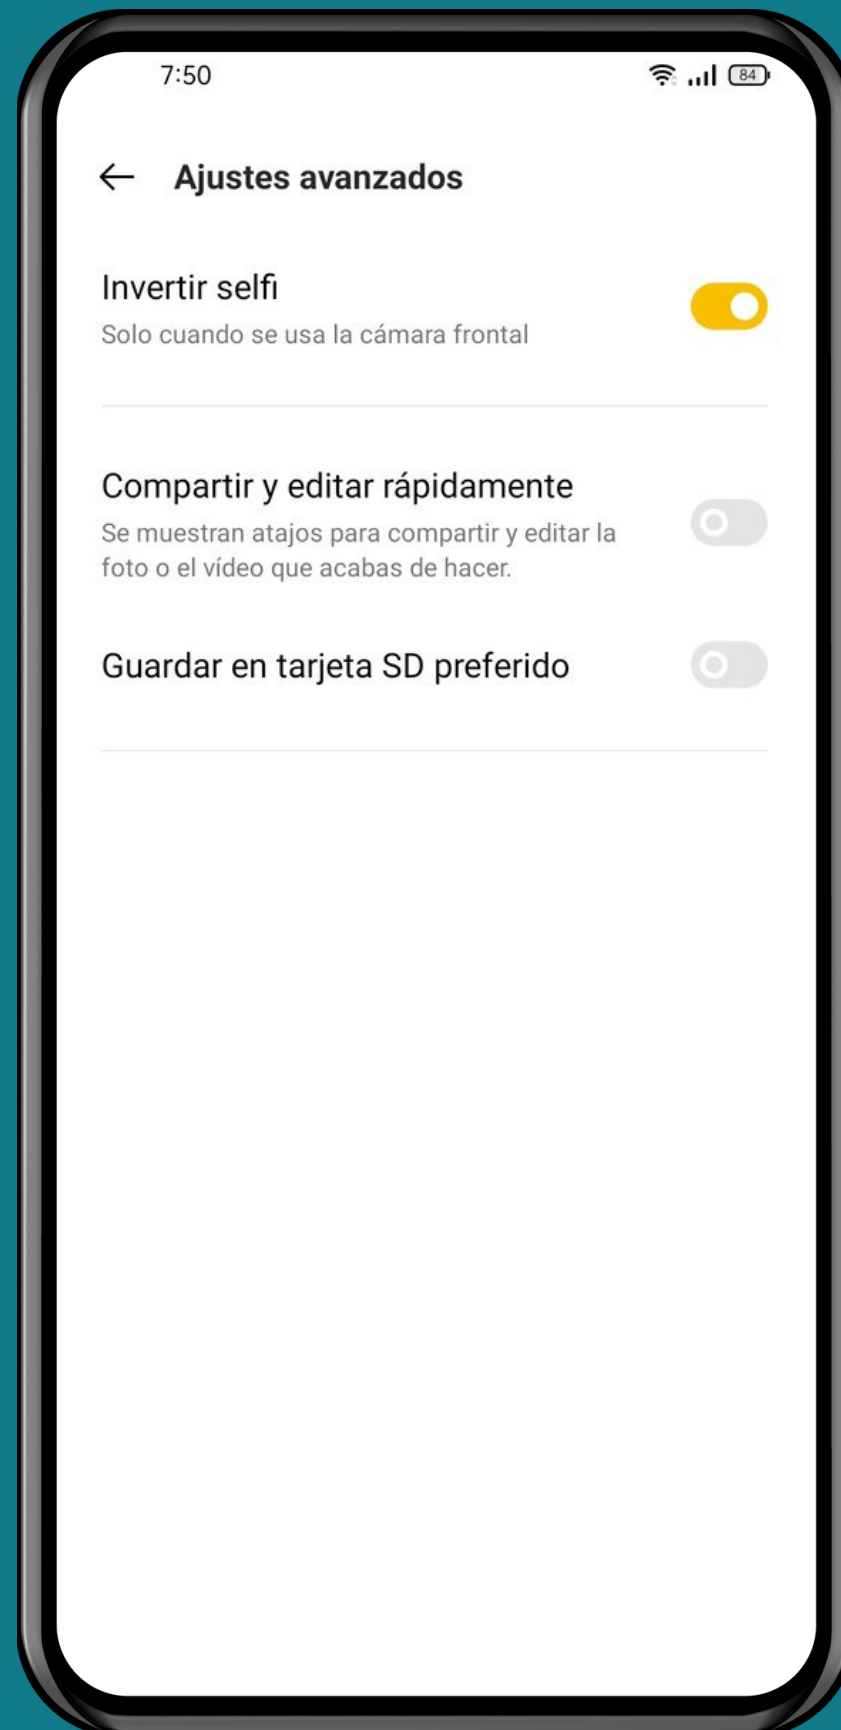 7:50
84
Ajustes avanzados
Invertir selfi
Solo cuando se usa la cámara frontal
Compartir y editar rápidamente
Se muestran atajos para compartir y editar la
foto o el vídeo que acabas de hacer.
Guardar en tarjeta SD preferido